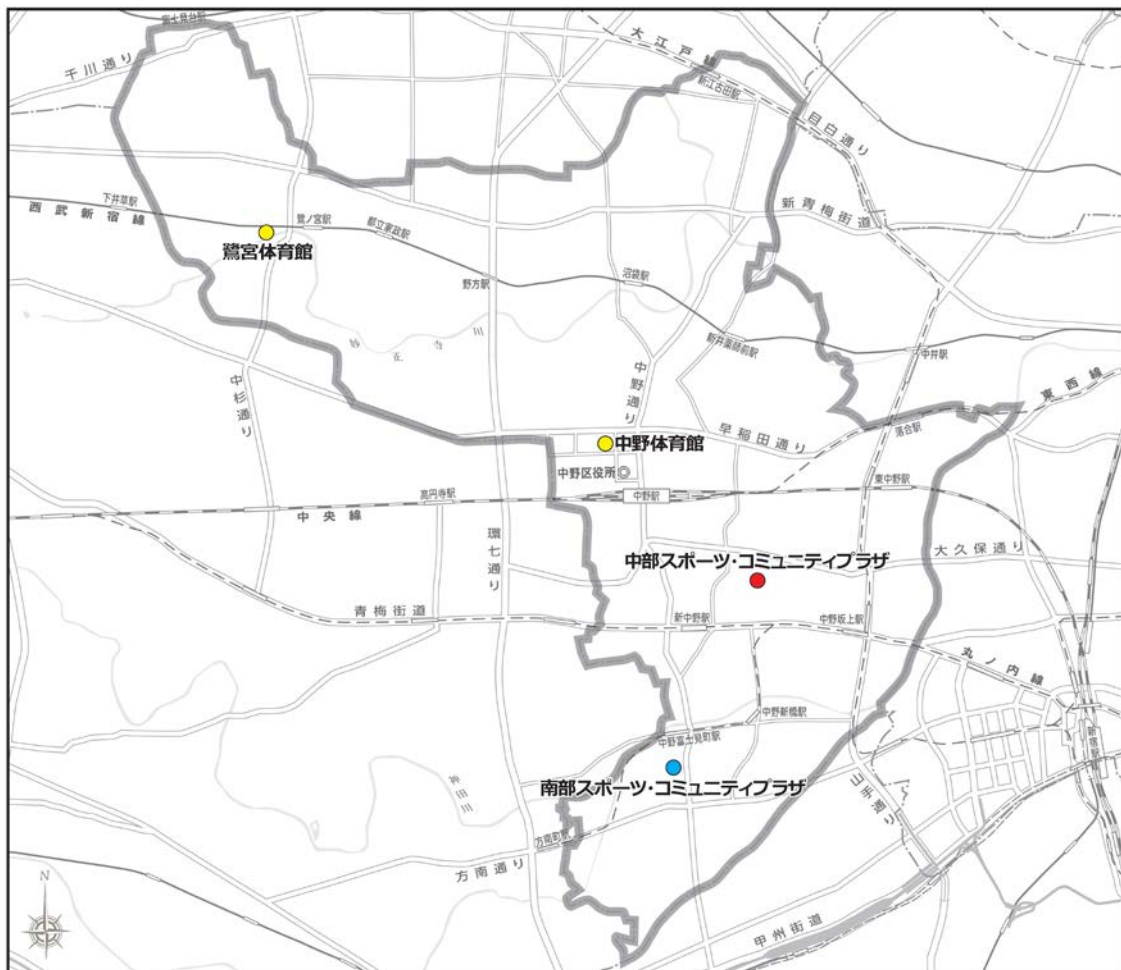 富士見台駅
大江戸線
千川通り
新江古田駅
目白通り
下井草駅
西武新宿線
鷺ノ宮駅
都立家政駅
新青梅街道
鷺宮体育館
野方駅
沼袋駅
妙正寺川
新井薬師前駅
中井駅
中杉通り
中野通り
東西線
早稲田通り
落合駅
中野体育館
中野区役所
高円寺駅
中野駅
東中野駅
中央線
環七通り
大久保通り
中部スポーツ・コミュニティプラザ
青梅街道
新中野駅
中野坂上駅
丸ノ内線
中野新橋駅
中野富士見町駅
新宿駅
南部スポーツ・コミュニティプラザ
山手通り
方南町駅
方南通り
甲州街道
N